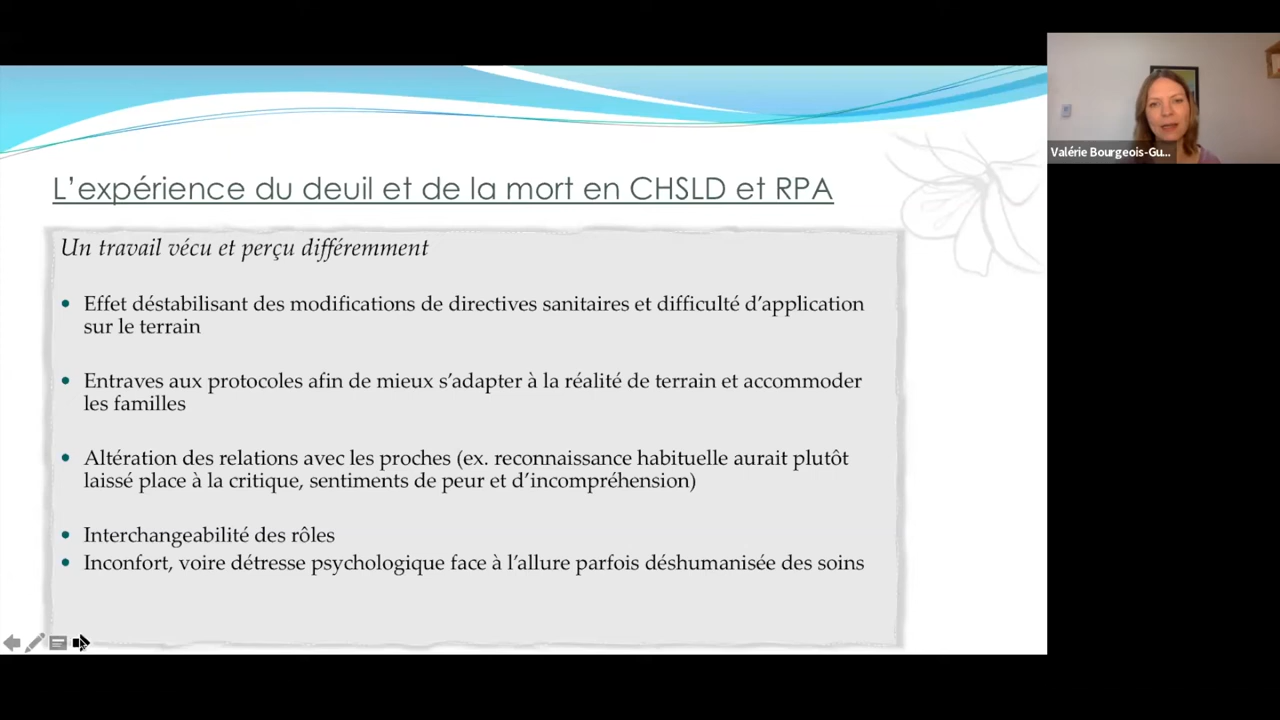 L'expérience du deuil et de la mort en CHSLD et RPA
Un travail vécu et perçu différemment
• Effet déstabilisant des modifications de directives sanitaires et difficulté d'application
sur le terrain
• Entraves aux protocoles afin de mieux s'adapter à la réalité de terrain et accommoder
les familles
• Altération des relations avec les proches (ex. reconnaissance habituelle aurait plutôt
laissé place à la critique, sentiments de peur et d'incompréhension)
• Interchangeabilité des rôles
• Inconfort, voire détresse psychologique face à l'allure parfois déshumanisée des soins
Valérie Bourgeois-Gu...